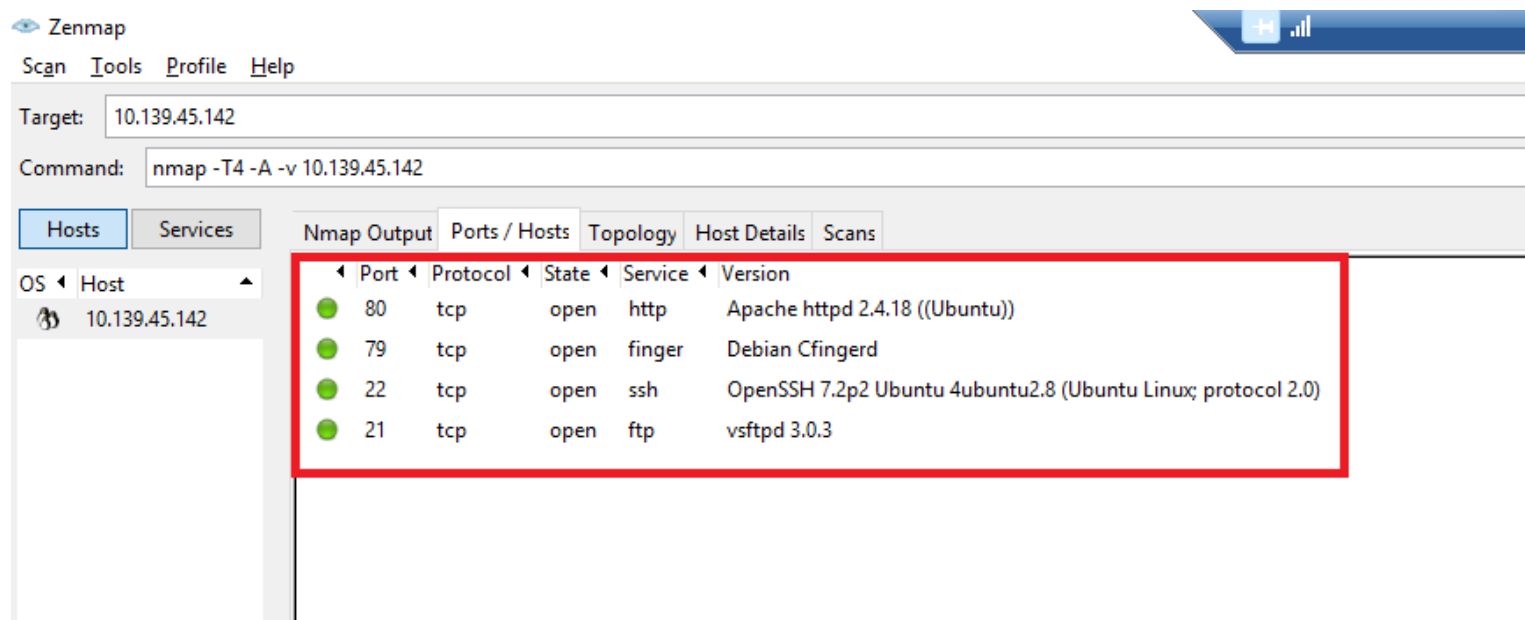 Zenmap
Scan Tools Profile Help
Target: 10.139.45.142
Command: nmap -T4 -A -v 10.139.45.142
Hosts Services
Nmap Output Ports / Hosts Topology Host Details Scans
OS Host
10.139.45.142
Port Protocol State Service Version
80 tcp open http Apache httpd 2.4.18 ((Ubuntu))
79 tcp open finger Debian Cfingerd
22 tcp open ssh OpenSSH 7.2p2 Ubuntu 4ubuntu2.8 (Ubuntu Linux; protocol 2.0)
21 tcp open ftp vsftpd 3.0.3